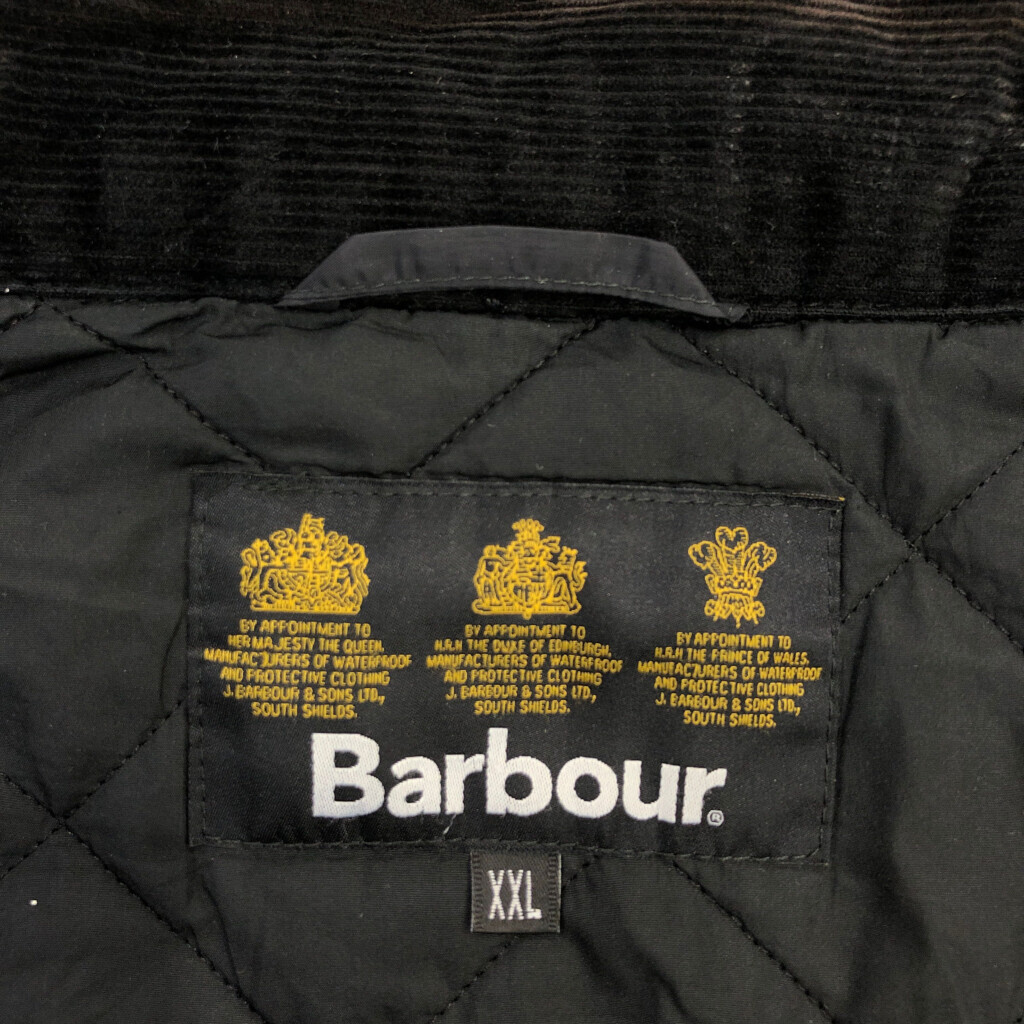 BY APPOINTMENT TO
HER MAJESTY THE QUEEN,
MANUFACTURERS OF WATERPROOF
AND PROTECTIVE CLOTHING
J. BARBOUR & SONS LTD.,
SOUTH SHIELDS.
BY APPOINTMENT TO
H.R.H THE DUKE OF EDINBURGH,
MANUFACTURERS OF WATERPROOF
AND PROTECTIVE CLOTHING
J. BARBOUR & SONS LTD.,
SOUTH SHIELDS.
BY APPOINTMENT TO
H.R.H THE PRINCE OF WALES,
MANUFACTURERS OF WATERPROOF
AND PROTECTIVE CLOTHING
J. BARBOUR & SONS LTD.,
SOUTH SHIELDS.
Barbour®
XXL